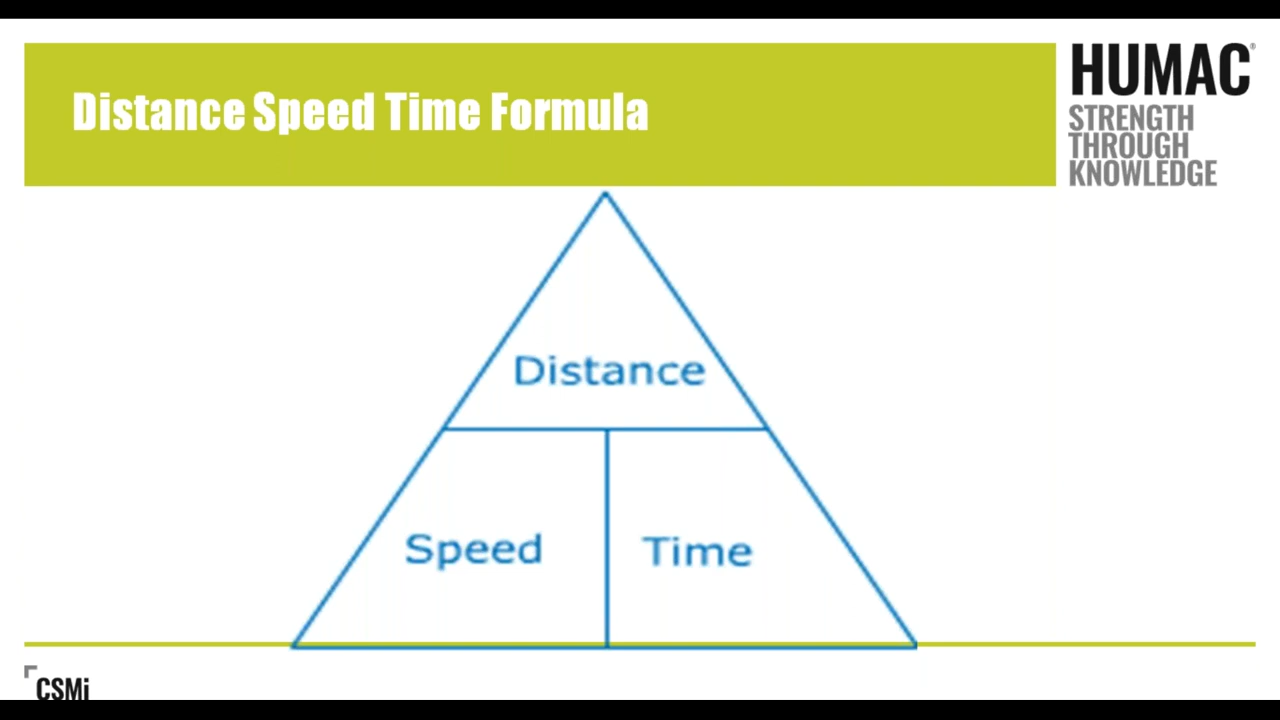 Distance Speed Time Formula
HUMAC®
STRENGTH
THROUGH
KNOWLEDGE
Distance
Speed
Time
CSMi